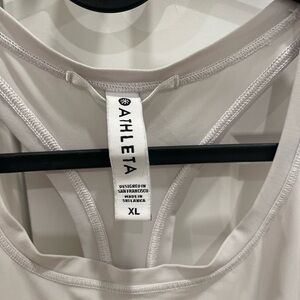 ATHLETA
DESIGNED IN
SAN FRANCISCO
MADE IN
SRI LANKA
XL